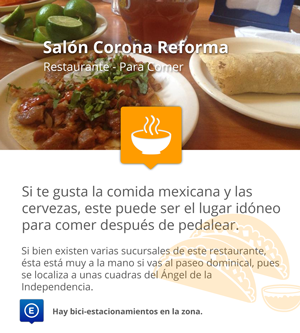 Salón Corona Reforma
Restaurante - Para Comer
Si te gusta la comida mexicana y las
cervezas, este puede ser el lugar idóneo
para comer después de pedalear.
Si bien existen varias sucursales de este restaurante,
ésta está muy a la mano si vas al paseo dominical, pues
se localiza a unas cuadras del Ángel de la
Independencia.
E
Hay bici-estacionamientos en la zona.